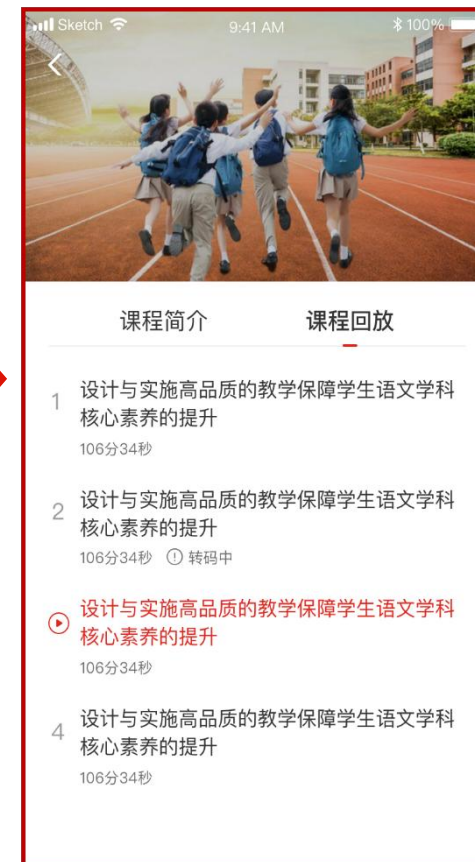 Sketch 9:41 AM 100%
课程简介 课程回放
1 设计与实施高品质的教学保障学生语文学科
核心素养的提升
106分34秒
2 设计与实施高品质的教学保障学生语文学科
核心素养的提升
106分34秒 转码中
设计与实施高品质的教学保障学生语文学科
核心素养的提升
106分34秒
4 设计与实施高品质的教学保障学生语文学科
核心素养的提升
106分34秒